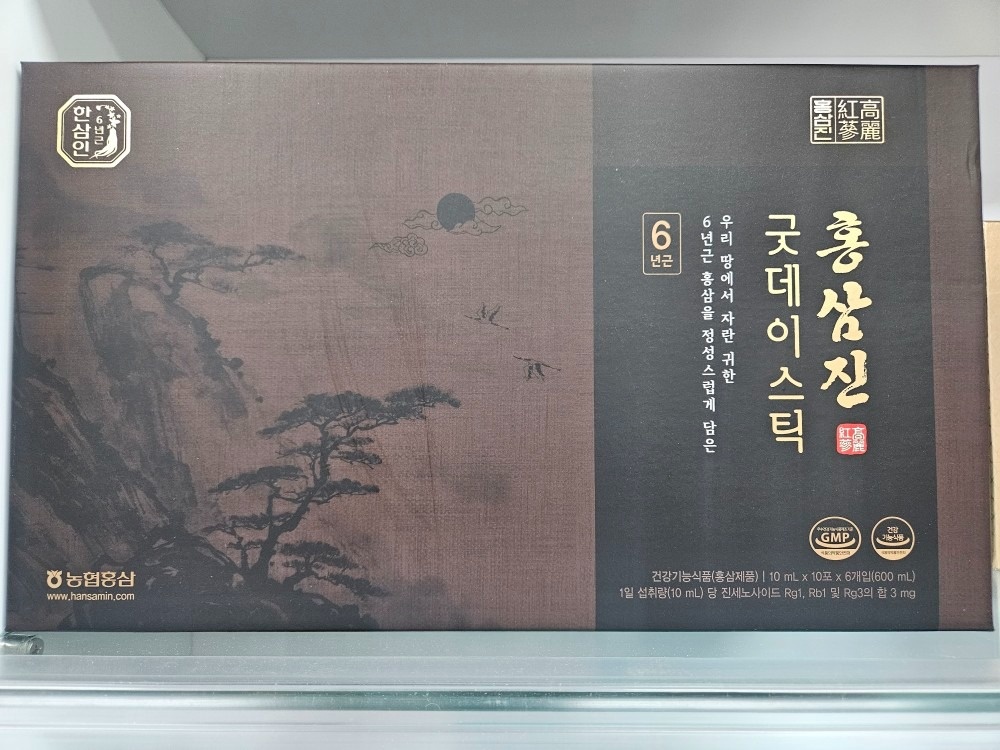 한삼인
6년근
홍삼진
高麗
紅蔘
홍삼진
굿데이스틱
高麗
紅蔘
우리 땅에서 자란 귀한
6년근 홍삼을 정성스럽게 담은
6
년근
GMP
건강
기능식품
농협홍삼
www.hansamin.com
건강기능식품(홍삼제품) | 10 mL x 10포 x 6개입(600 mL)
1일 섭취량(10 mL) 당 진세노사이드 Rg1, Rb1 및 Rg3의 합 3 mg